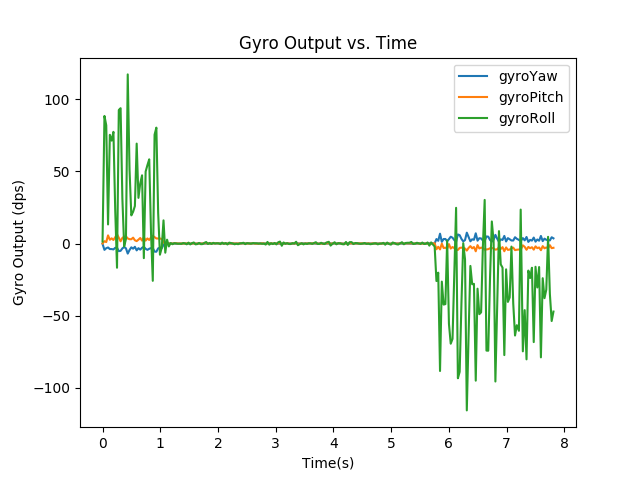 Gyro Output vs. Time
gyroYaw
gyroPitch
gyroRoll
Gyro Output (dps)
100
50
0
−50
−100
0 1 2 3 4 5 6 7 8
Time(s)